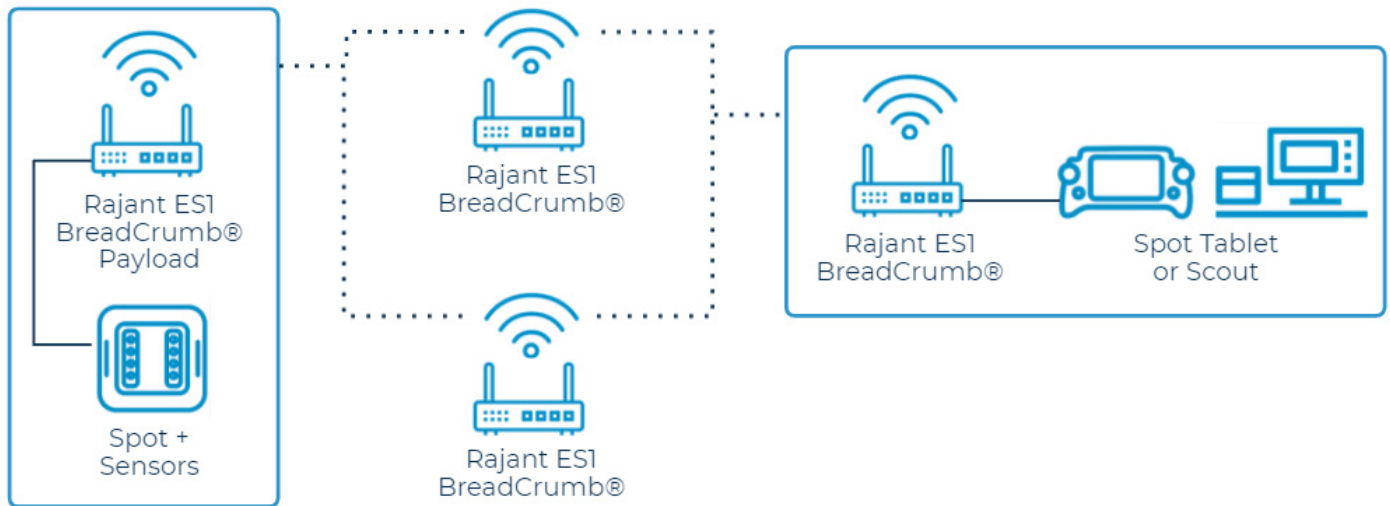 Rajant ES1
BreadCrumb®
Payload
Spot +
Sensors
Rajant ES1
BreadCrumb®
Rajant ES1
BreadCrumb®
Rajant ES1
BreadCrumb®
Spot Tablet
or Scout